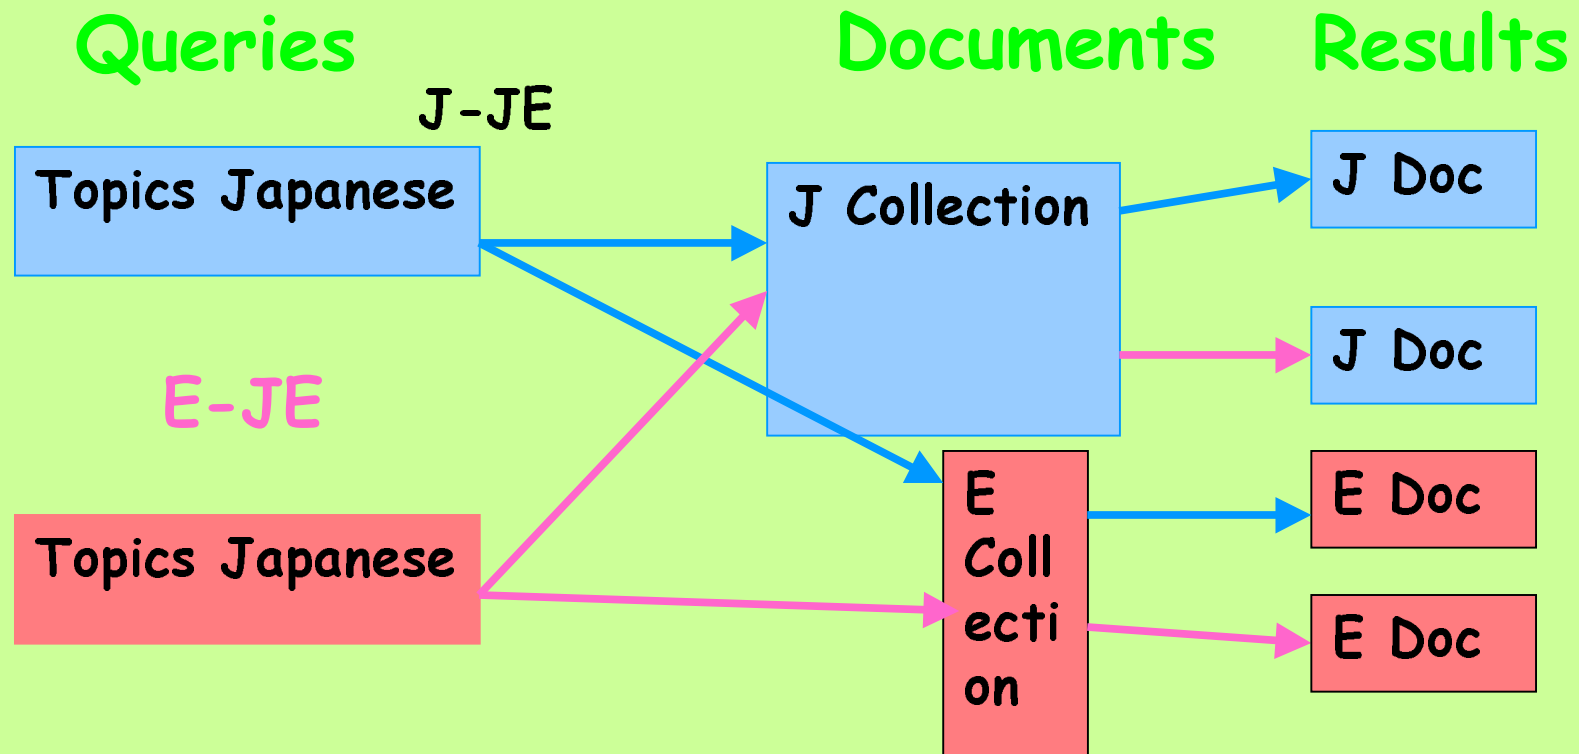 Queries
Documents
Results
J-JE
Topics Japanese
J Collection
J Doc
J Doc
E-JE
Topics Japanese
E
Coll
ecti
on
E Doc
E Doc